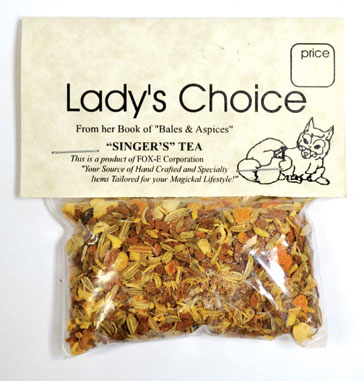 price
Lady's Choice
From her Book of "Bales & Aspices"
"SINGER'S" TEA
This is a product of FOX-E Corporation
"Your Source of Hand Crafted and Specialty
Items Tailored for your Magickal Lifestyle!"